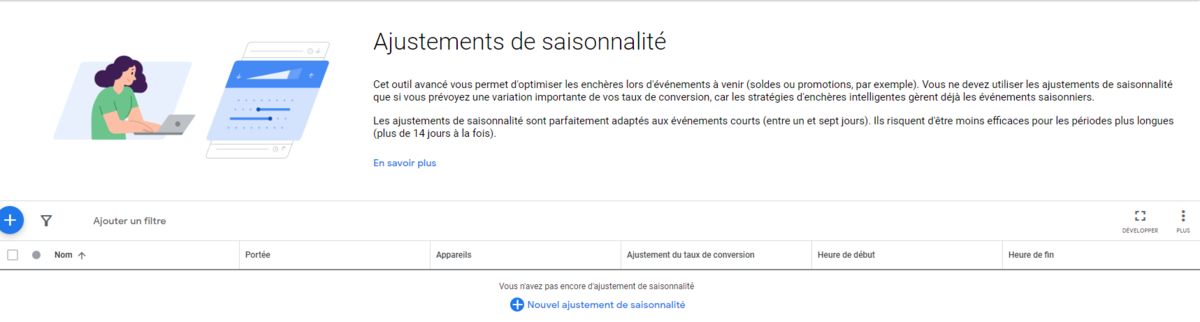 Ajustements de saisonnalité
Cet outil avancé vous permet d'optimiser les enchères lors d'événements à venir (soldes ou promotions, par exemple). Vous ne devez utiliser les ajustements de saisonnalité
que si vous prévoyez une variation importante de vos taux de conversion, car les stratégies d'enchères intelligentes gèrent déjà les événements saisonniers.
Les ajustements de saisonnalité sont parfaitement adaptés aux événements courts (entre un et sept jours). Ils risquent d'être moins efficaces pour les périodes plus longues
(plus de 14 jours à la fois).
En savoir plus
Ajouter un filtre
DÉVELOPPER
PLUS
Nom
Portée
Appareils
Ajustement du taux de conversion
Heure de début
Heure de fin
Vous n'avez pas encore d'ajustement de saisonnalité
Nouvel ajustement de saisonnalité